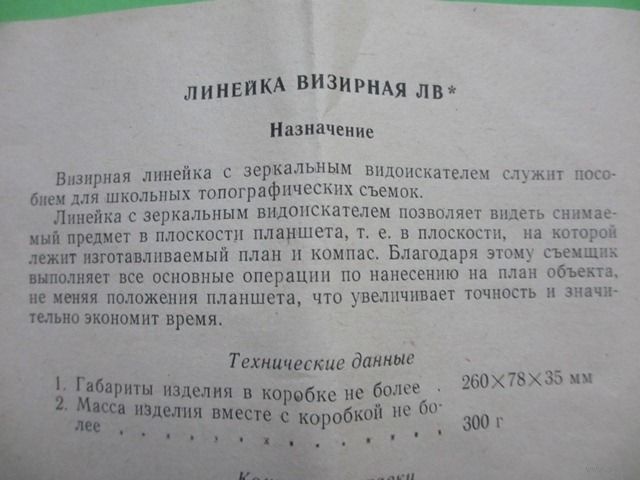 ЛИНЕЙКА ВИЗИРНАЯ ЛВ*
Назначение
Визирная линейка с зеркальным видоискателем служит посо-
бием для школьных топографических съемок.
Линейка с зеркальным видоискателем позволяет видеть снимае-
мый предмет в плоскости планшета, т. е. в плоскости, на которой
лежит изготавливаемый план и компас. Благодаря этому съемщик
выполняет все основные операции по нанесению на план объекта,
не меняя положения планшета, что увеличивает точность и значи-
тельно экономит время.
Технические данные
1. Габариты изделия в коробке не более . 260×78×35 мм
2. Масса изделия вместе с коробкой не бо-
лее . . . . . . . . . . . . 300 г